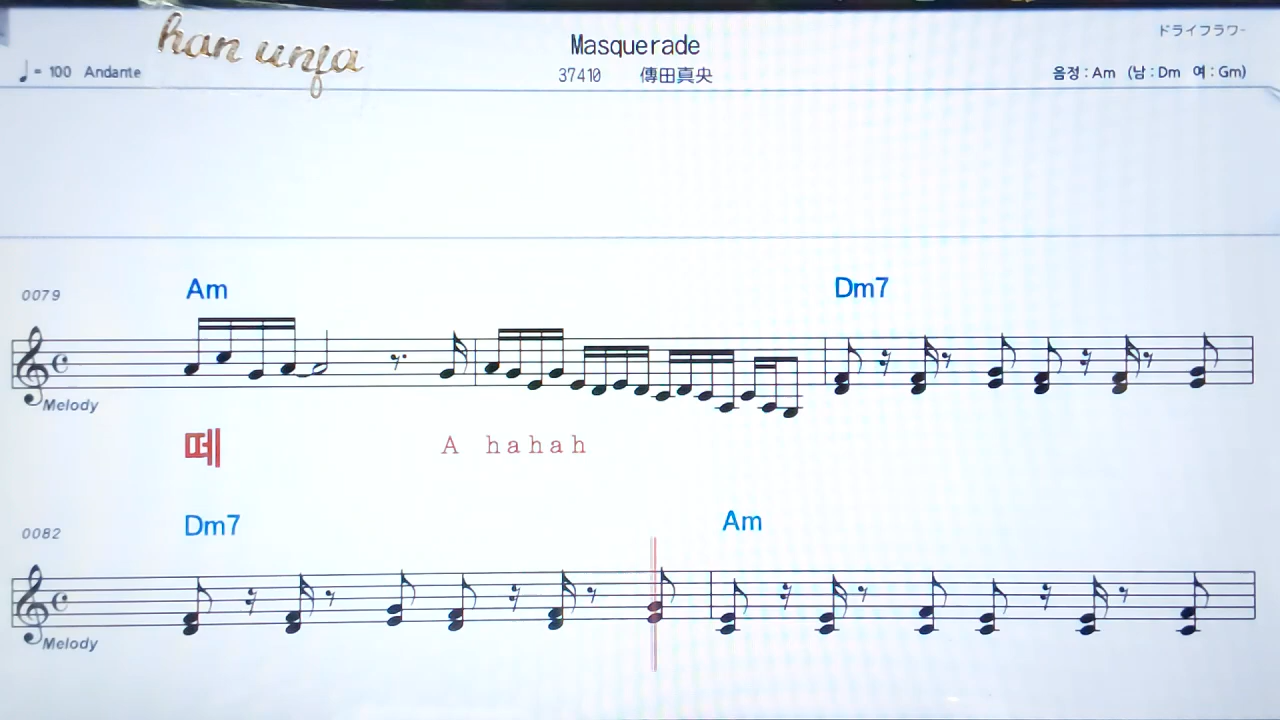 han unfa
Masquerade
ドライフラワー
♩= 100 Andante
37410 傳田真央
음정 : Am (남 : Dm 여 : Gm)
0079
Am
Dm7
Melody
떼
A hahah
0082
Dm7
Am
Melody